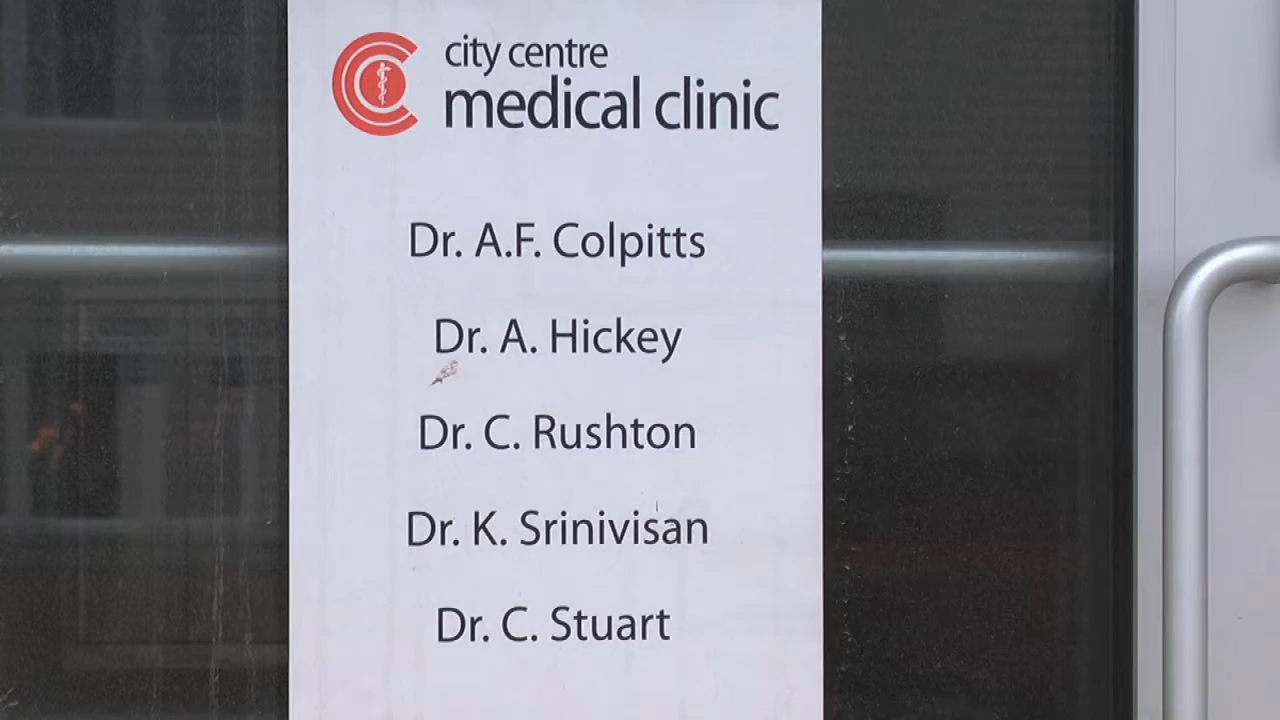 city centre
medical clinic
Dr. A.F. Colpitts
Dr. A. Hickey
Dr. C. Rushton
Dr. K. Srinivisan
Dr. C. Stuart